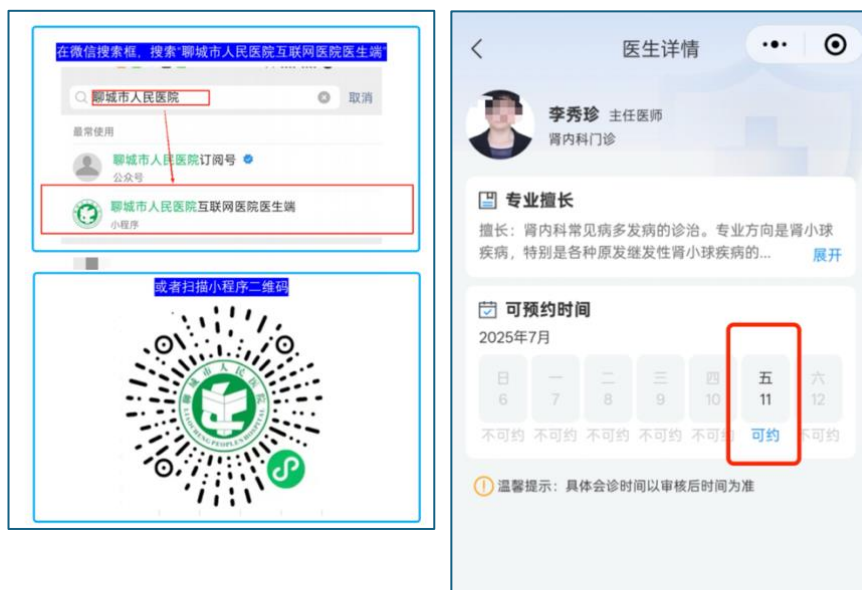 在微信搜索框，搜索“聊城市人民医院互联网医院医生端”
聊城市人民医院
取消
最常使用
聊城市人民医院订阅号
公众号
聊城市人民医院互联网医院医生端
小程序
或者扫描小程序二维码
聊城市人民医院
LIAOCHENG PEOPLE'S HOSPITAL
医生详情
李秀珍 主任医师
肾内科门诊
专业擅长
擅长：肾内科常见病多发病的诊治。专业方向是肾小球
疾病，特别是各种原发继发性肾小球疾病的... 展开
可预约时间
2025年7月
日 一 二 三 四 五 六
6 7 8 9 10 11 12
不可约 不可约 不可约 不可约 不可约 可约 不可约
温馨提示：具体会诊时间以审核后时间为准